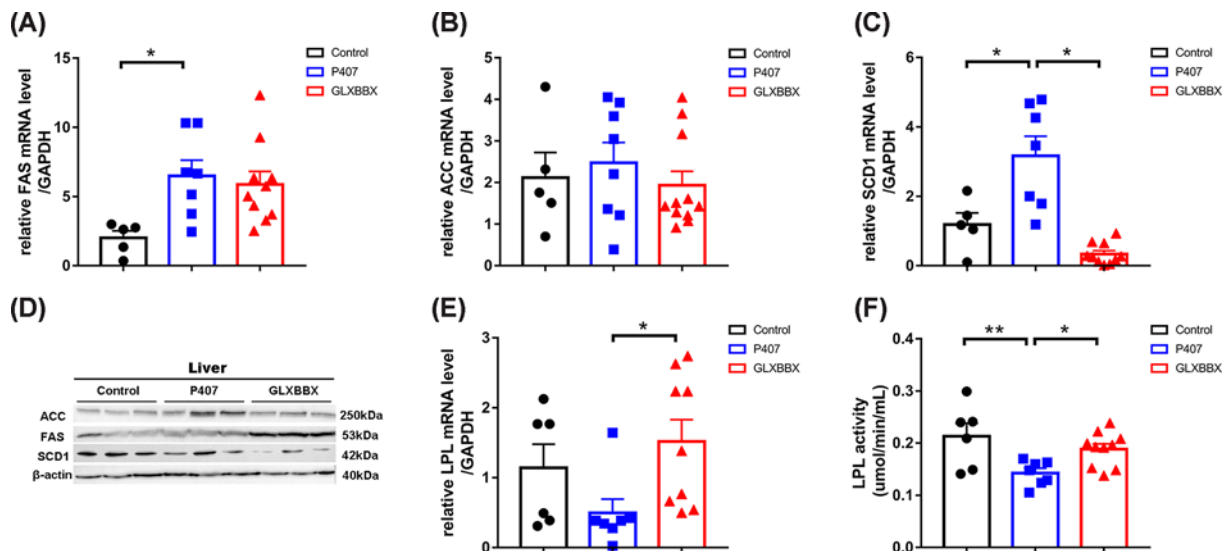 (A)
relative FAS mRNA level
/GAPDH
15
10
5
0
*
Control
P407
GLXBBX
(B)
relative ACC mRNA level
/GAPDH
5
4
3
2
1
0
Control
P407
GLXBBX
(C)
relative SCD1 mRNA level
/GAPDH
6
4
2
0
* *
Control
P407
GLXBBX
(D)
Liver
Control P407 GLXBBX
ACC 250kDa
FAS 53kDa
SCD1 42kDa
β-actin 40kDa
(E)
relative LPL mRNA level
/GAPDH
3
2
1
0
*
Control
P407
GLXBBX
(F)
LPL activity
(umol/min/mL)
0.4
0.3
0.2
0.1
0.0
** *
Control
P407
GLXBBX